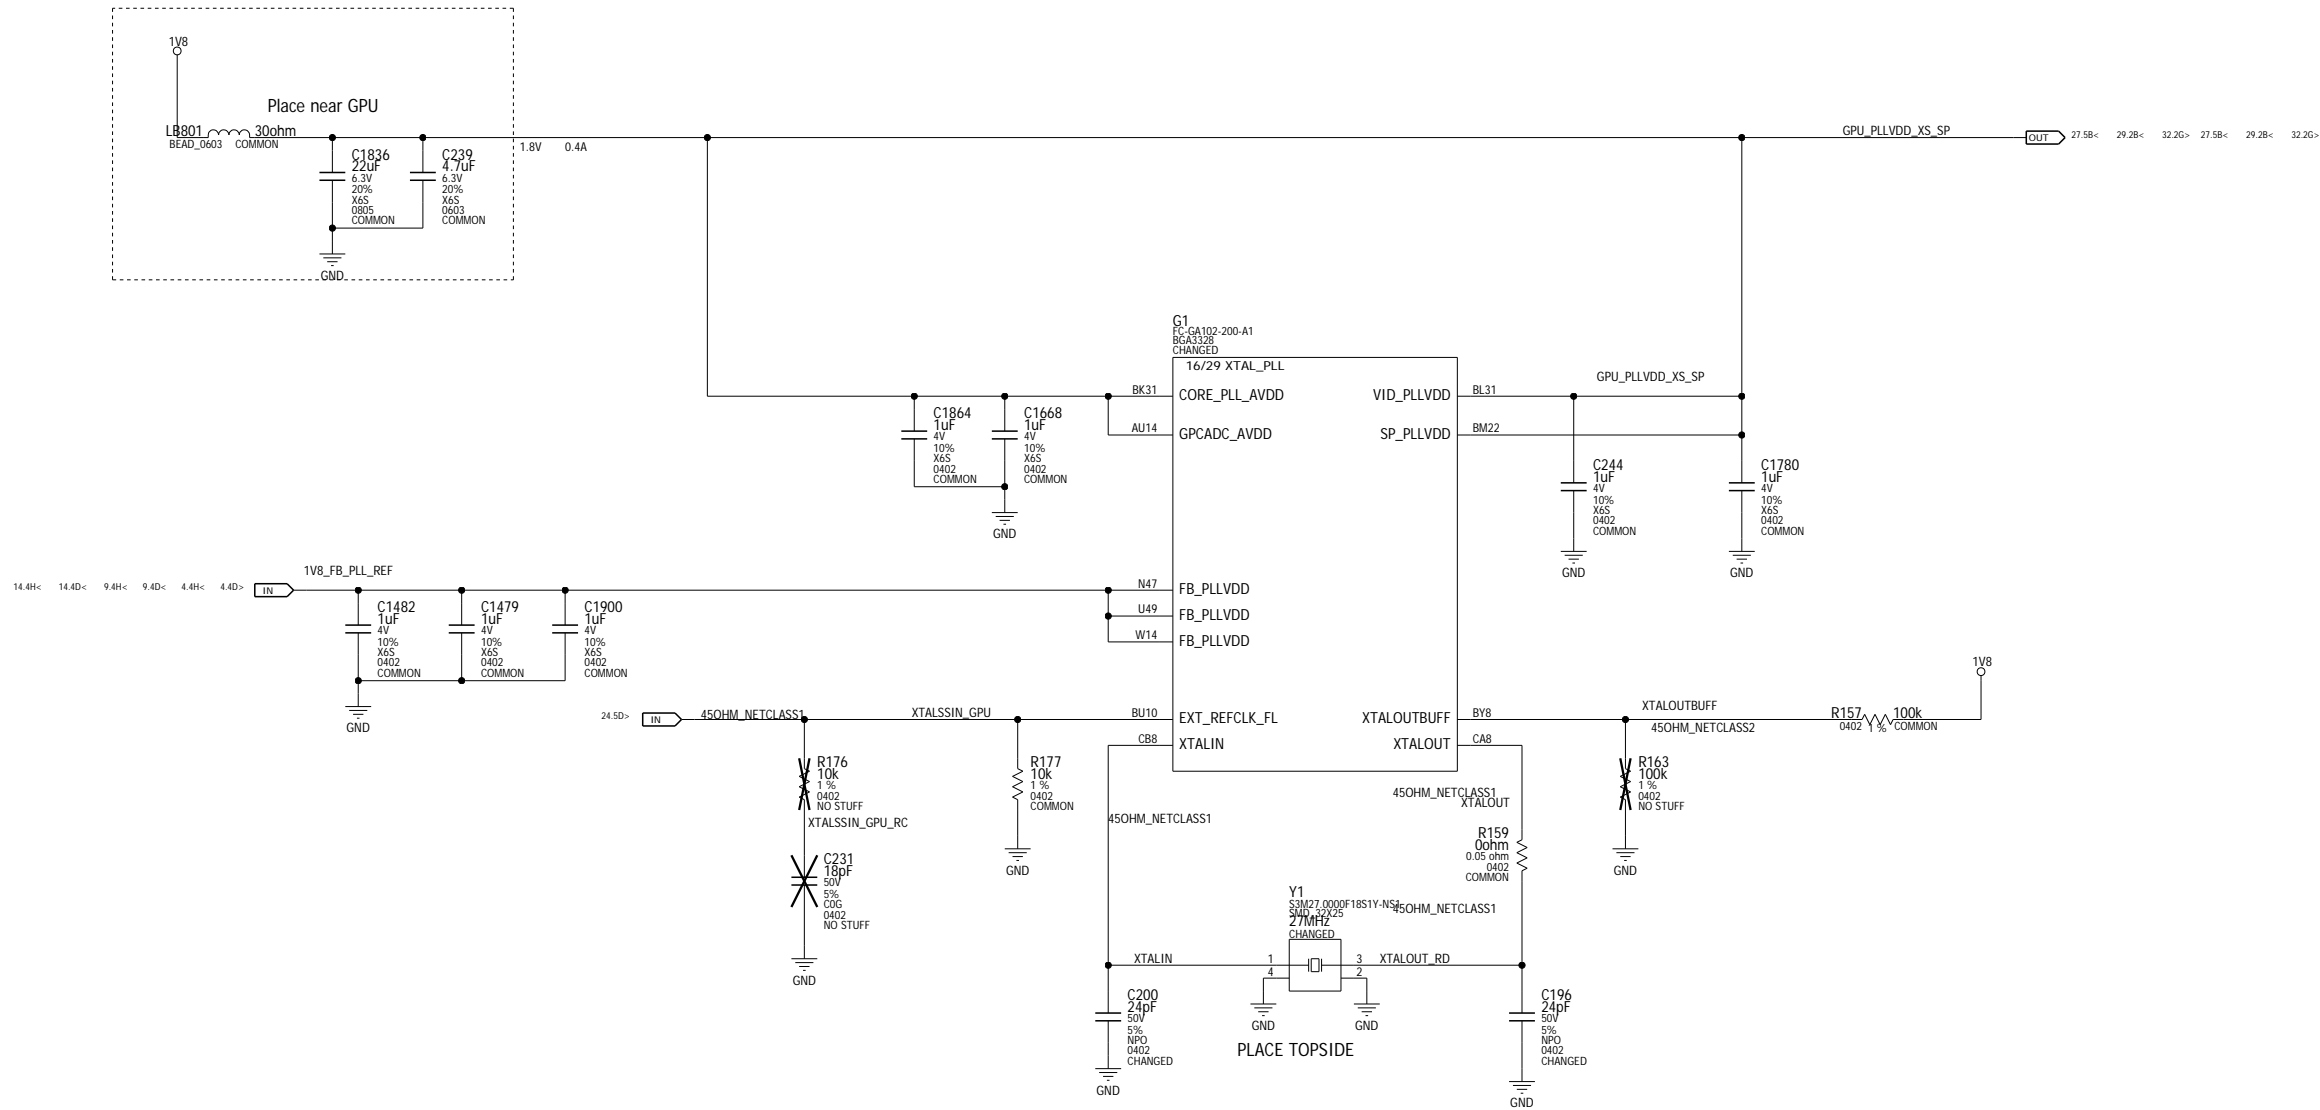 1V8
Place near GPU
LB801 30ohm
BEAD_0603 COMMON
C1836
22uF
6.3V
20%
X6S
0805
COMMON
C239
4.7uF
6.3V
20%
X6S
0603
COMMON
GND
1.8V 0.4A
GPU_PLLVDD_XS_SP
OUT
27.5B< 29.2B< 32.2G> 27.5B< 29.2B< 32.2G>
G1
FC-GA102-200-A1
BGA3328
CHANGED
16/29 XTAL_PLL
BK31 CORE_PLL_AVDD
AU14 GPCADC_AVDD
VID_PLLVDD BL31
SP_PLLVDD BM22
GPU_PLLVDD_XS_SP
C1864
1uF
4V
10%
X6S
0402
COMMON
C1668
1uF
4V
10%
X6S
0402
COMMON
GND
C244
1uF
4V
10%
X6S
0402
COMMON
GND
C1780
1uF
4V
10%
X6S
0402
COMMON
GND
14.4H< 14.4D< 9.4H< 9.4D< 4.4H< 4.4D>
IN
1V8_FB_PLL_REF
N47 FB_PLLVDD
U49 FB_PLLVDD
W14 FB_PLLVDD
C1482
1uF
4V
10%
X6S
0402
COMMON
C1479
1uF
4V
10%
X6S
0402
COMMON
C1900
1uF
4V
10%
X6S
0402
COMMON
GND
24.5D>
IN
45OHM_NETCLASS1
XTALSSIN_GPU
BU10 EXT_REFCLK_FL
CB8 XTALIN
XTALOUTBUFF BY8
XTALOUT CA8
XTALOUTBUFF
45OHM_NETCLASS2
R157 100k
0402 1 % COMMON
1V8
R176
10k
1 %
0402
NO STUFF
XTALSSIN_GPU_RC
C231
18pF
50V
5%
C0G
0402
NO STUFF
GND
R177
10k
1 %
0402
COMMON
GND
45OHM_NETCLASS1
45OHM_NETCLASS1
XTALOUT
R163
100k
1 %
0402
NO STUFF
GND
R159
0ohm
0.05 ohm
0402
COMMON
45OHM_NETCLASS1
Y1
S3M27.0000F18S1Y-NS1
SMD_32X25
27MHz
CHANGED
XTALIN 1
4
3 XTALOUT_RD
2
GND
GND
PLACE TOPSIDE
C200
24pF
50V
5%
NPO
0402
CHANGED
GND
C196
24pF
50V
5%
NPO
0402
CHANGED
GND